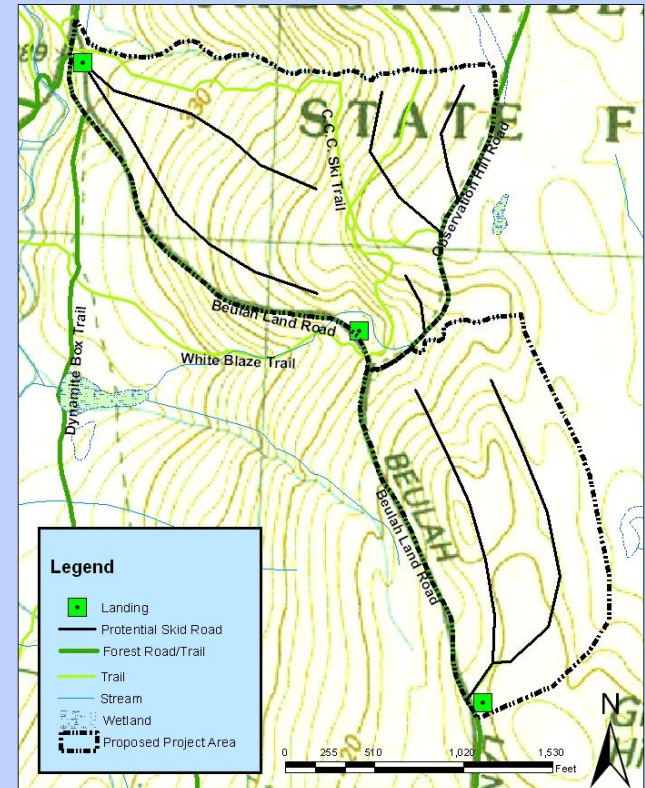 STATE F
C.C.C. Ski Trail
Observation Hill Road
Beulah Land Road
White Blaze Trail
Dynamite Box Trail
BEULAH
Beulah Land Road
Legend
Landing
Protential Skid Road
Forest Road/Trail
Trail
Stream
Wetland
Proposed Project Area
N
0 255 510 1,020 1,530
Feet